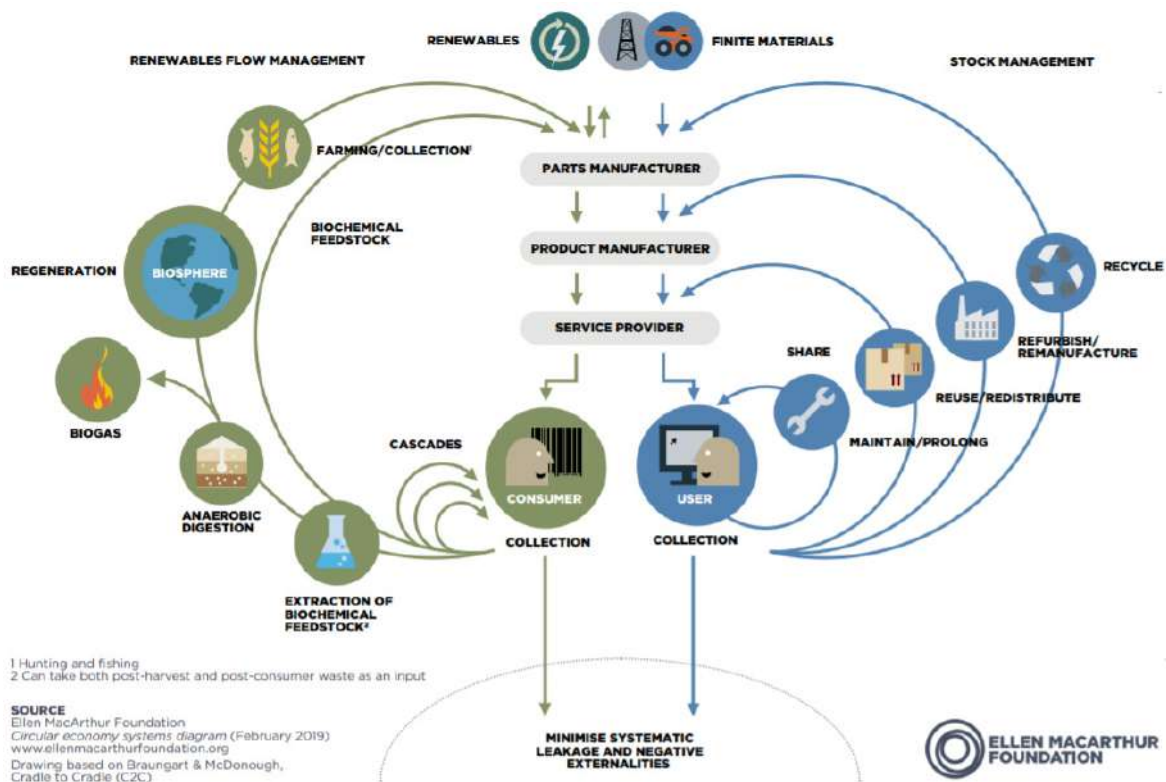 RENEWABLES
FINITE MATERIALS
RENEWABLES FLOW MANAGEMENT
STOCK MANAGEMENT
FARMING/COLLECTION¹
PARTS MANUFACTURER
BIOCHEMICAL
FEEDSTOCK
PRODUCT MANUFACTURER
REGENERATION
BIOSPHERE
RECYCLE
SERVICE PROVIDER
SHARE
REFURBISH/
REMANUFACTURE
BIOGAS
REUSE/REDISTRIBUTE
CASCADES
MAINTAIN/PROLONG
CONSUMER
USER
ANAEROBIC
DIGESTION
COLLECTION
COLLECTION
EXTRACTION OF
BIOCHEMICAL
FEEDSTOCK²
1 Hunting and fishing
2 Can take both post-harvest and post-consumer waste as an input
SOURCE
Ellen MacArthur Foundation
Circular economy systems diagram (February 2019)
www.ellenmacarthurfoundation.org
Drawing based on Braungart & McDonough,
Cradle to Cradle (C2C)
MINIMISE SYSTEMATIC
LEAKAGE AND NEGATIVE
EXTERNALITIES
ELLEN MACARTHUR
FOUNDATION